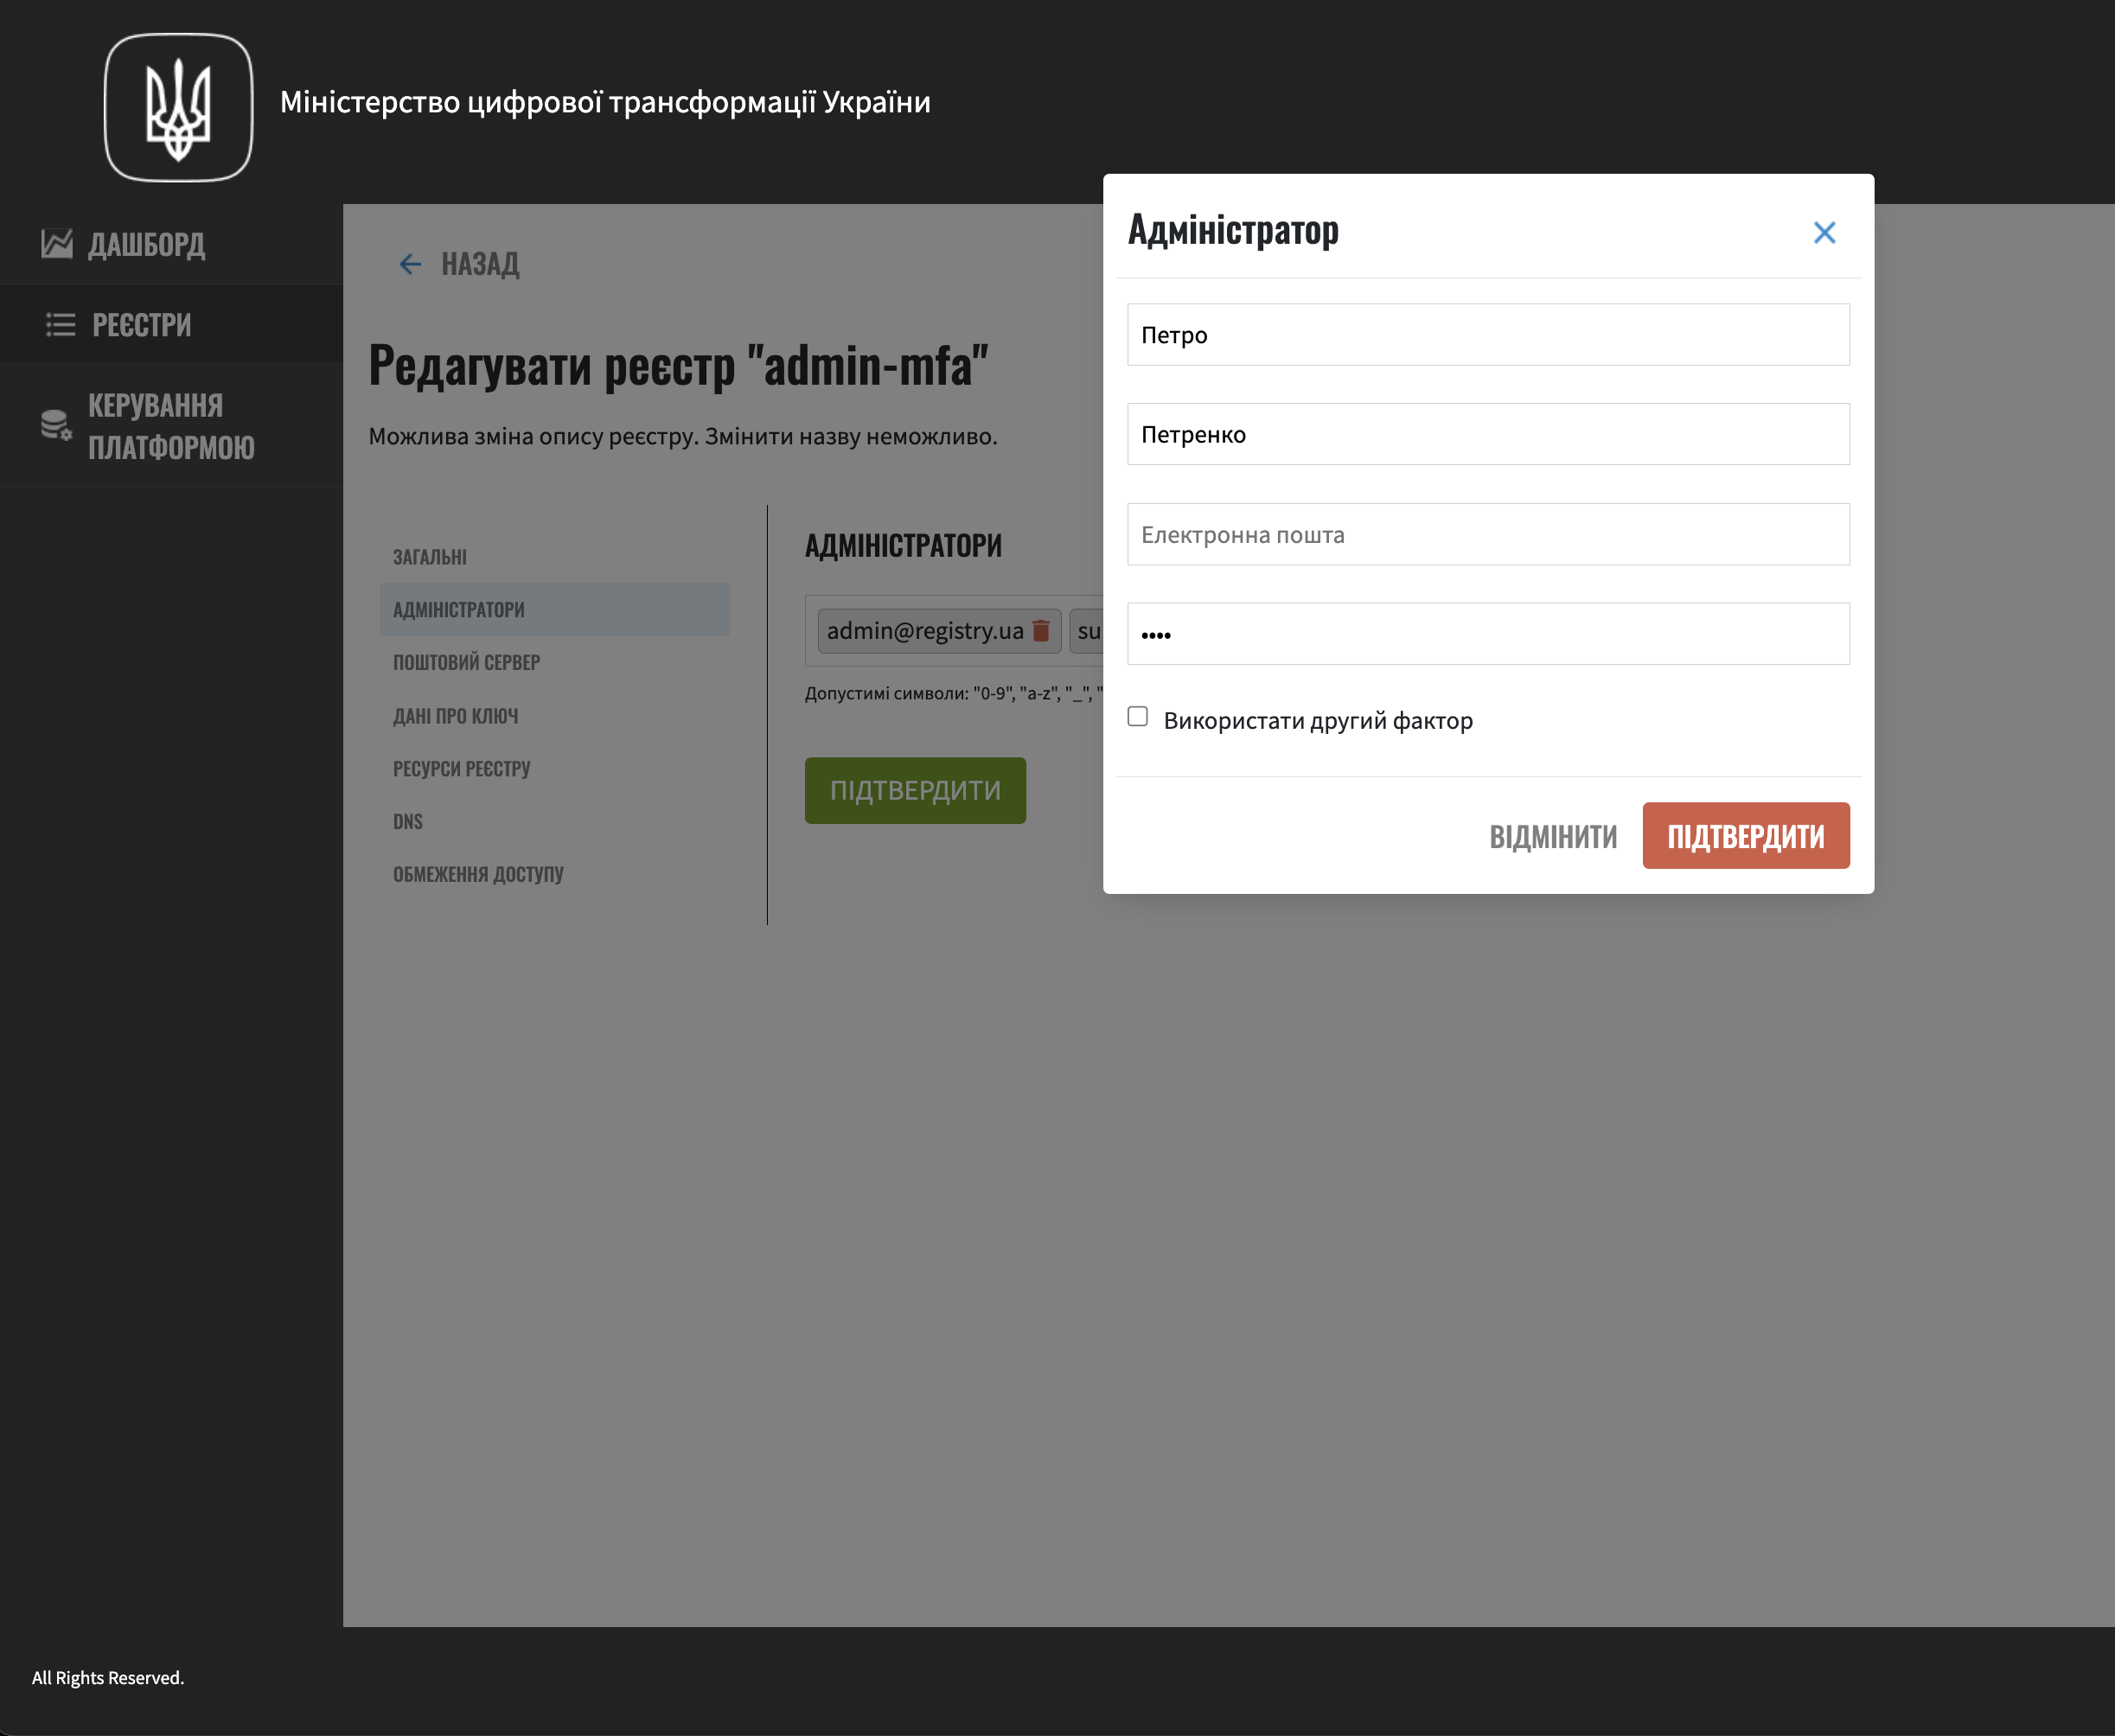 Міністерство цифрової трансформації України
ДАШБОРД
РЕЄСТРИ
КЕРУВАННЯ
ПЛАТФОРМОЮ
НАЗАД
Редагувати реєстр "admin-mfa"
Можлива зміна опису реєстру. Змінити назву неможливо.
ЗАГАЛЬНІ
АДМІНІСТРАТОРИ
ПОШТОВИЙ СЕРВЕР
ДАНІ ПРО КЛЮЧ
РЕСУРСИ РЕЄСТРУ
DNS
ОБМЕЖЕННЯ ДОСТУПУ
АДМІНІСТРАТОРИ
admin@registry.ua su
Допустимі символи: "0-9", "a-z", "_", "
ПІДТВЕРДИТИ
Адміністратор
Петро
Петренко
Електронна пошта
••••
Використати другий фактор
ВІДМІНИТИ
ПІДТВЕРДИТИ
All Rights Reserved.